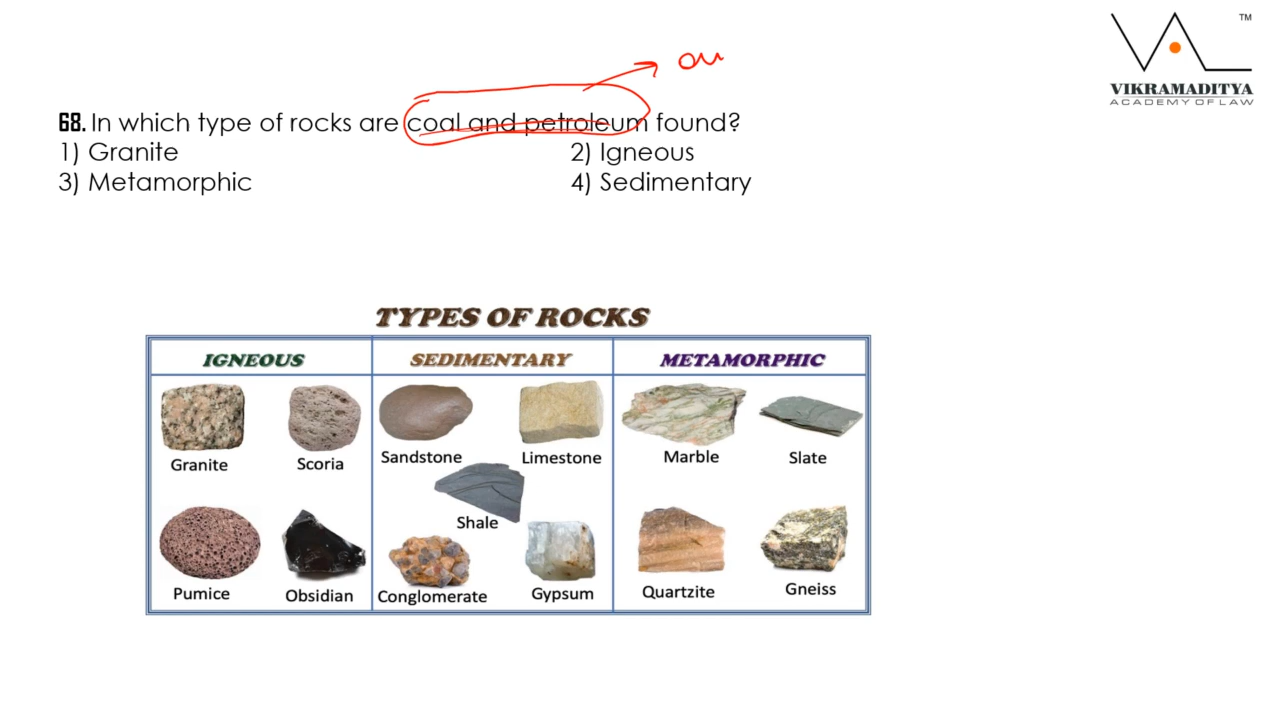 TM
VIKRAMADITYA
ACADEMY OF LAW
68. In which type of rocks are coal and petroleum found?
1) Granite 2) Igneous
3) Metamorphic 4) Sedimentary
TYPES OF ROCKS
IGNEOUS SEDIMENTARY METAMORPHIC
Granite Scoria Sandstone Limestone Marble Slate
Shale
Pumice Obsidian Conglomerate Gypsum Quartzite Gneiss